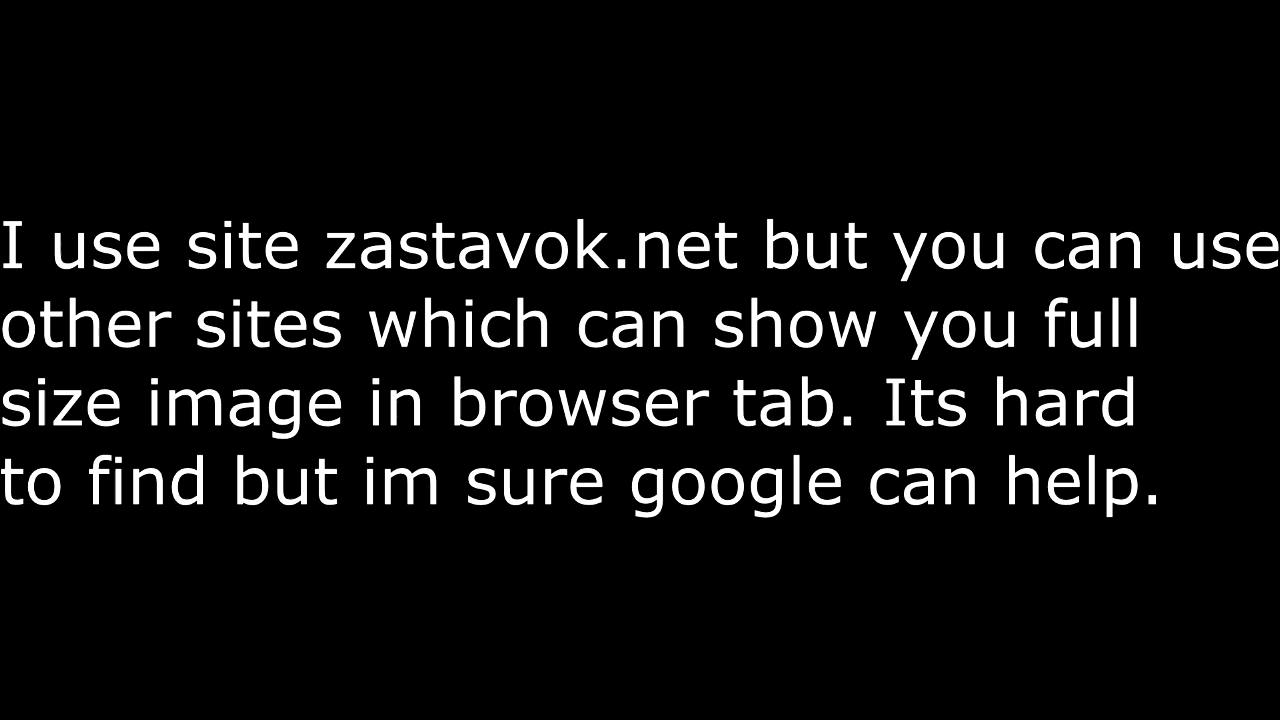 I use site zastavok.net but you can use
other sites which can show you full
size image in browser tab. Its hard
to find but im sure google can help.